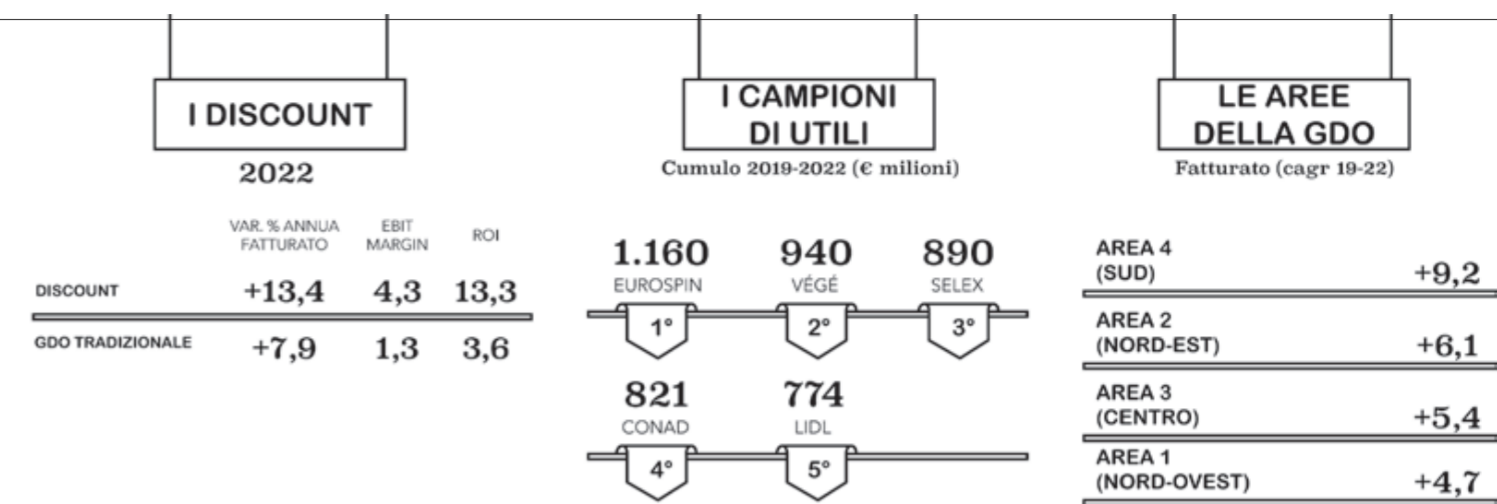 I DISCOUNT
2022
VAR. % ANNUA
FATTURATO
EBIT
MARGIN
ROI
DISCOUNT +13,4 4,3 13,3
GDO TRADIZIONALE +7,9 1,3 3,6
I CAMPIONI
DI UTILI
Cumulo 2019-2022 (€ milioni)
1.160 940 890
EUROSPIN VÉGÉ SELEX
1° 2° 3°
821 774
CONAD LIDL
4° 5°
LE AREE
DELLA GDO
Fatturato (cagr 19-22)
AREA 4
(SUD) +9,2
AREA 2
(NORD-EST) +6,1
AREA 3
(CENTRO) +5,4
AREA 1
(NORD-OVEST) +4,7